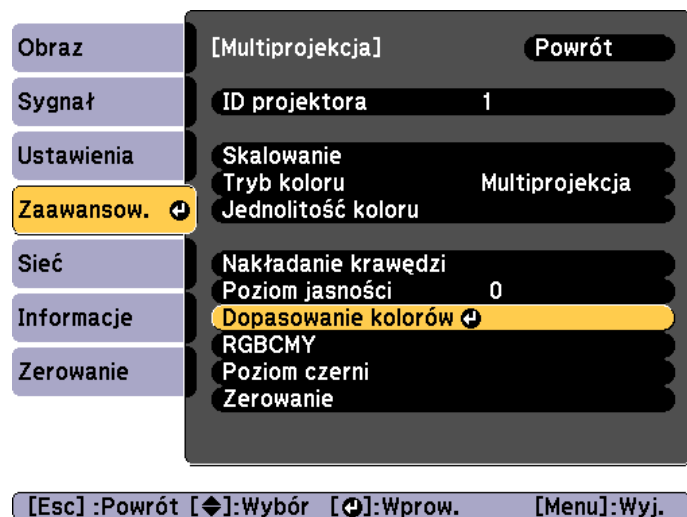 Obraz
Sygnał
Ustawienia
Zaawansow.
Sieć
Informacje
Zerowanie
[Multiprojekcja] Powrót
ID projektora 1
Skalowanie
Tryb koloru Multiprojekcja
Jednolitość koloru
Nakładanie krawędzi
Poziom jasności 0
Dopasowanie kolorów
RGBCMY
Poziom czerni
Zerowanie
[Esc] :Powrót [◆]:Wybór [↵]:Wprow. [Menu]:Wyj.